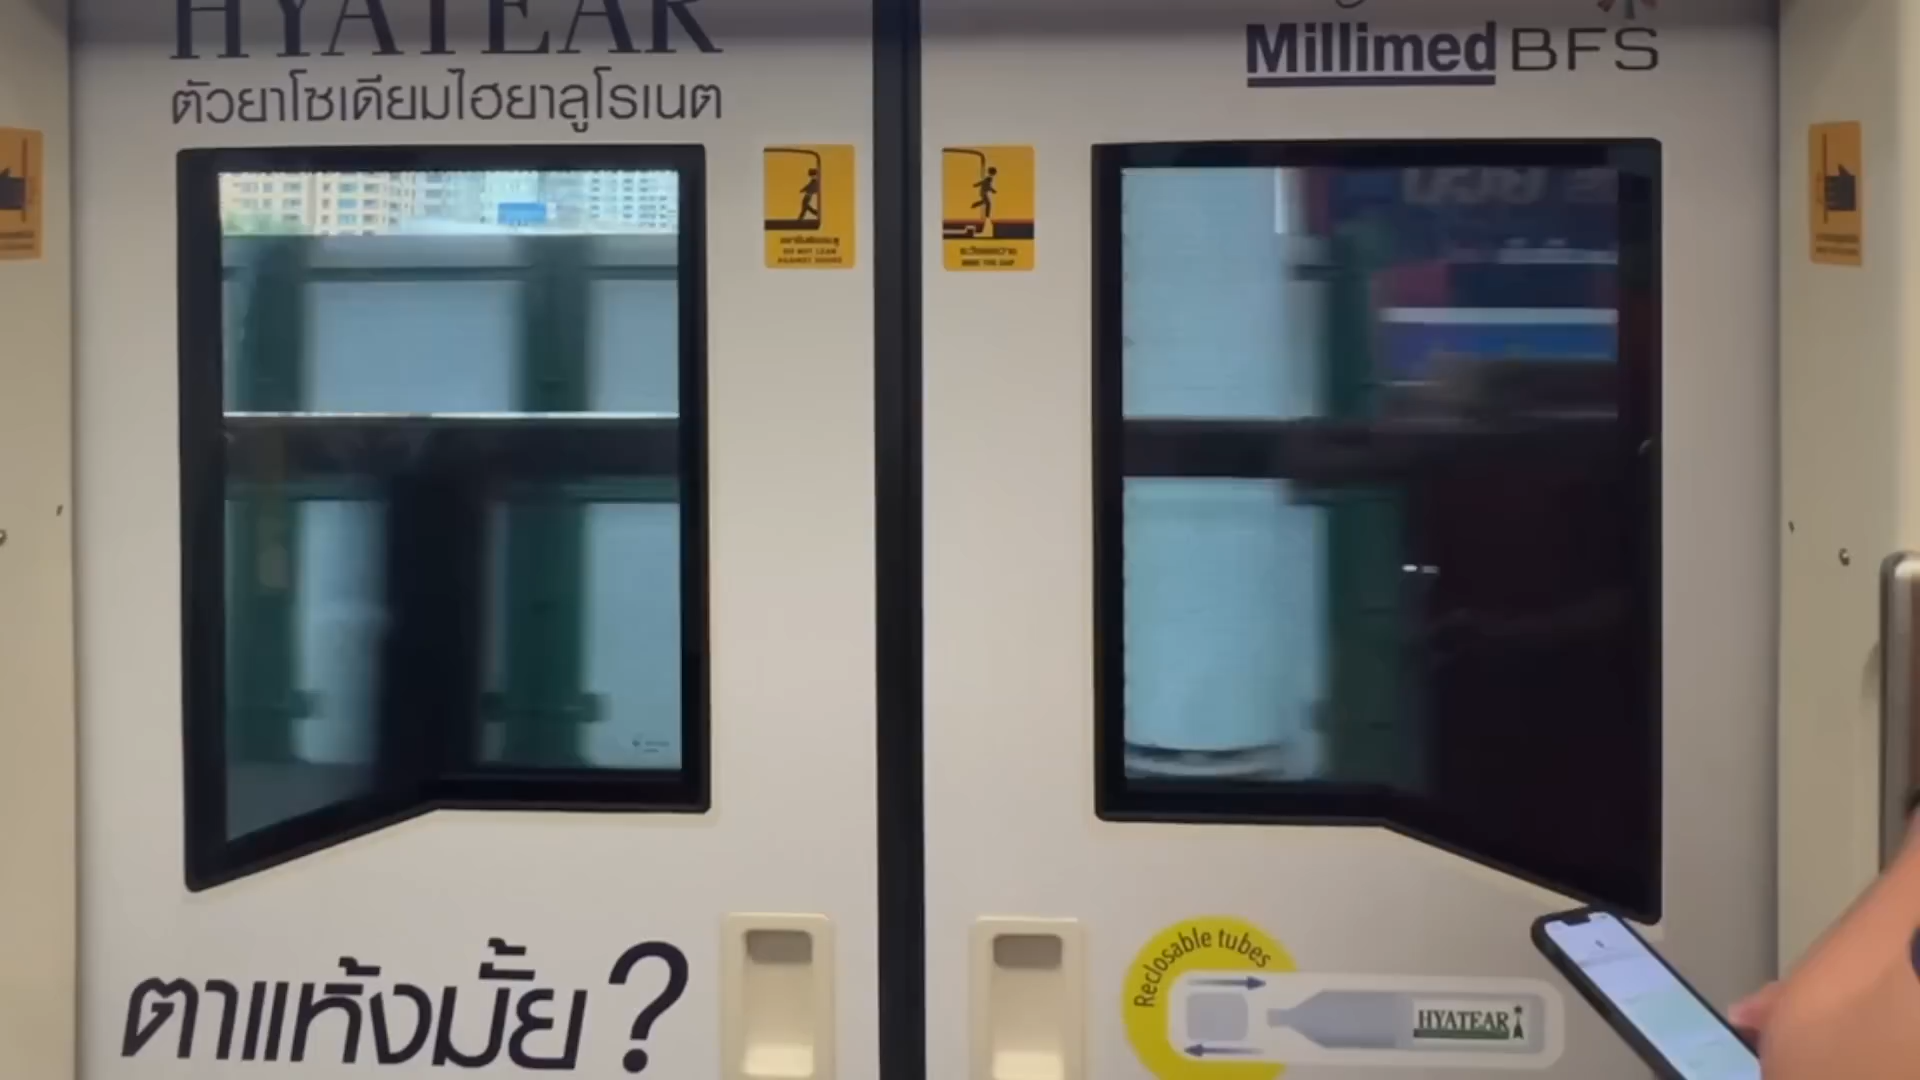 HYATEAR
ตัวยาโซเดียมไฮยาลูโรเนต
Millimed BFS
DO NOT LEAN
AGAINST DOORS
ระวังช่องว่าง
MIND THE GAP
ตาแห้งมั้ย ?
Reclosable tubes
HYATEAR